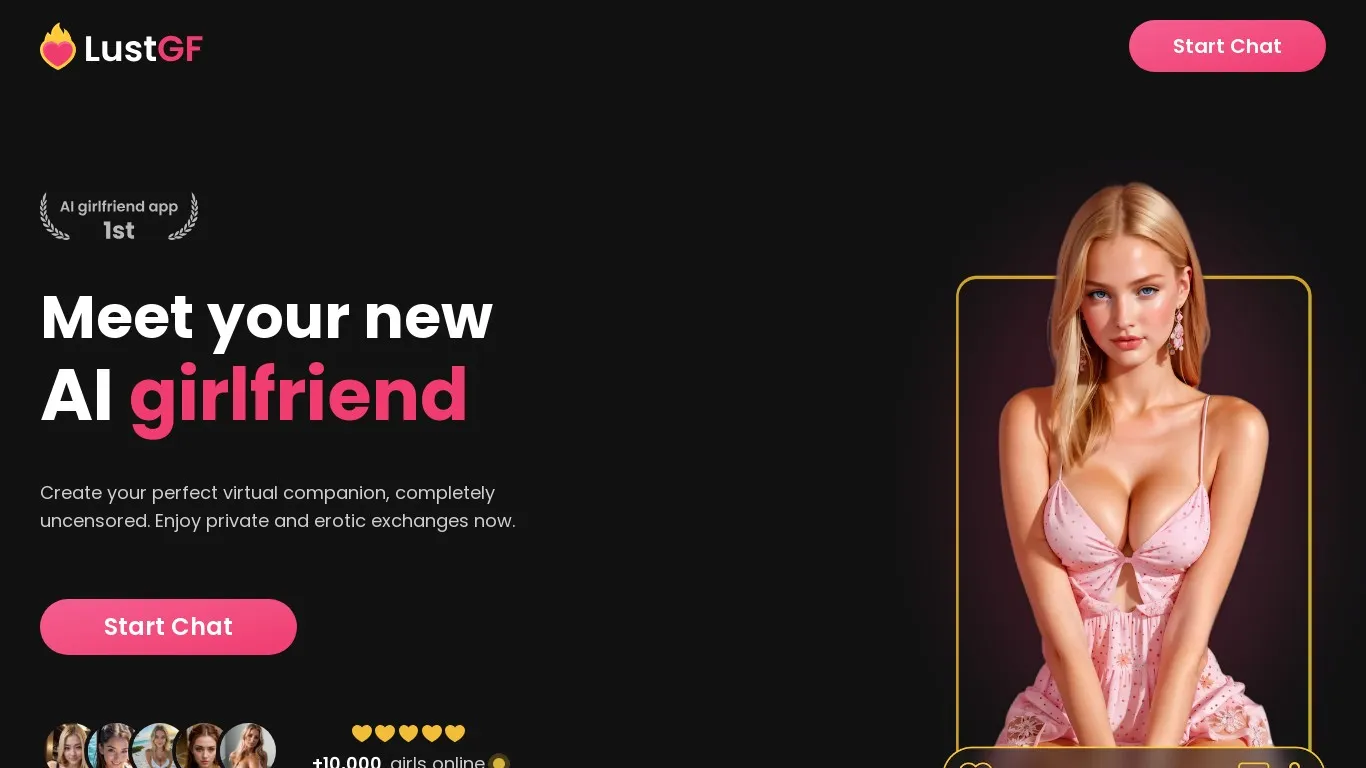 LustGF
Start Chat
AI girlfriend app
1st
Meet your new
AI girlfriend
Create your perfect virtual companion, completely
uncensored. Enjoy private and erotic exchanges now.
Start Chat
+10.000 girls online